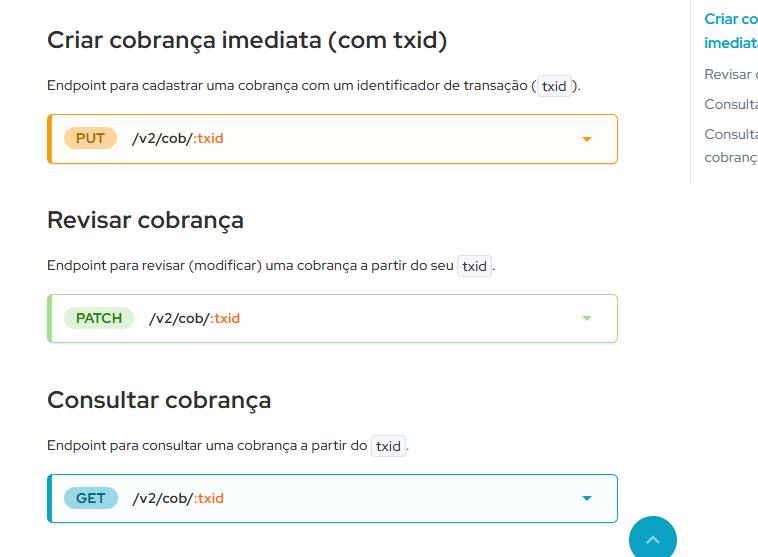 Criar cobrança imediata (com txid)
Endpoint para cadastrar uma cobrança com um identificador de transação ( txid ).
PUT /v2/cob/:txid
Revisar cobrança
Endpoint para revisar (modificar) uma cobrança a partir do seu txid .
PATCH /v2/cob/:txid
Consultar cobrança
Endpoint para consultar uma cobrança a partir do txid .
GET /v2/cob/:txid
Criar co
imediat
Revisar
Consulta
Consulta
cobranç